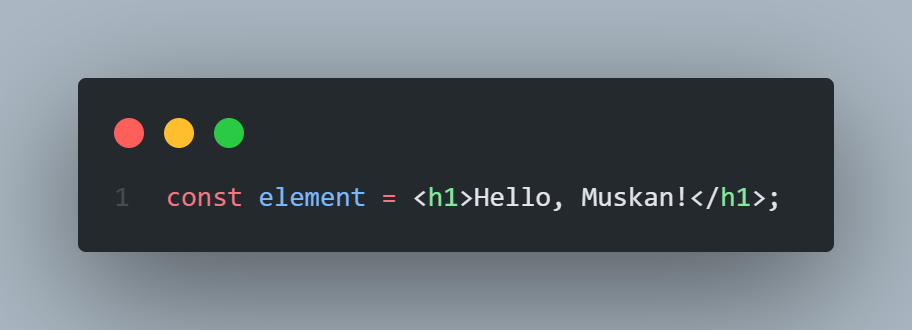 1 const element = <h1>Hello, Muskan!</h1>;